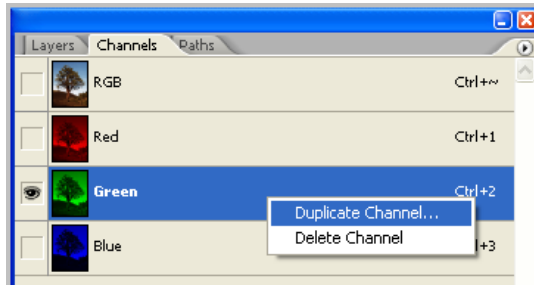 Layers Channels Paths
RGB Ctrl+~
Red Ctrl+1
Green Ctrl+2
Duplicate Channel...
Delete Channel
Blue l+3